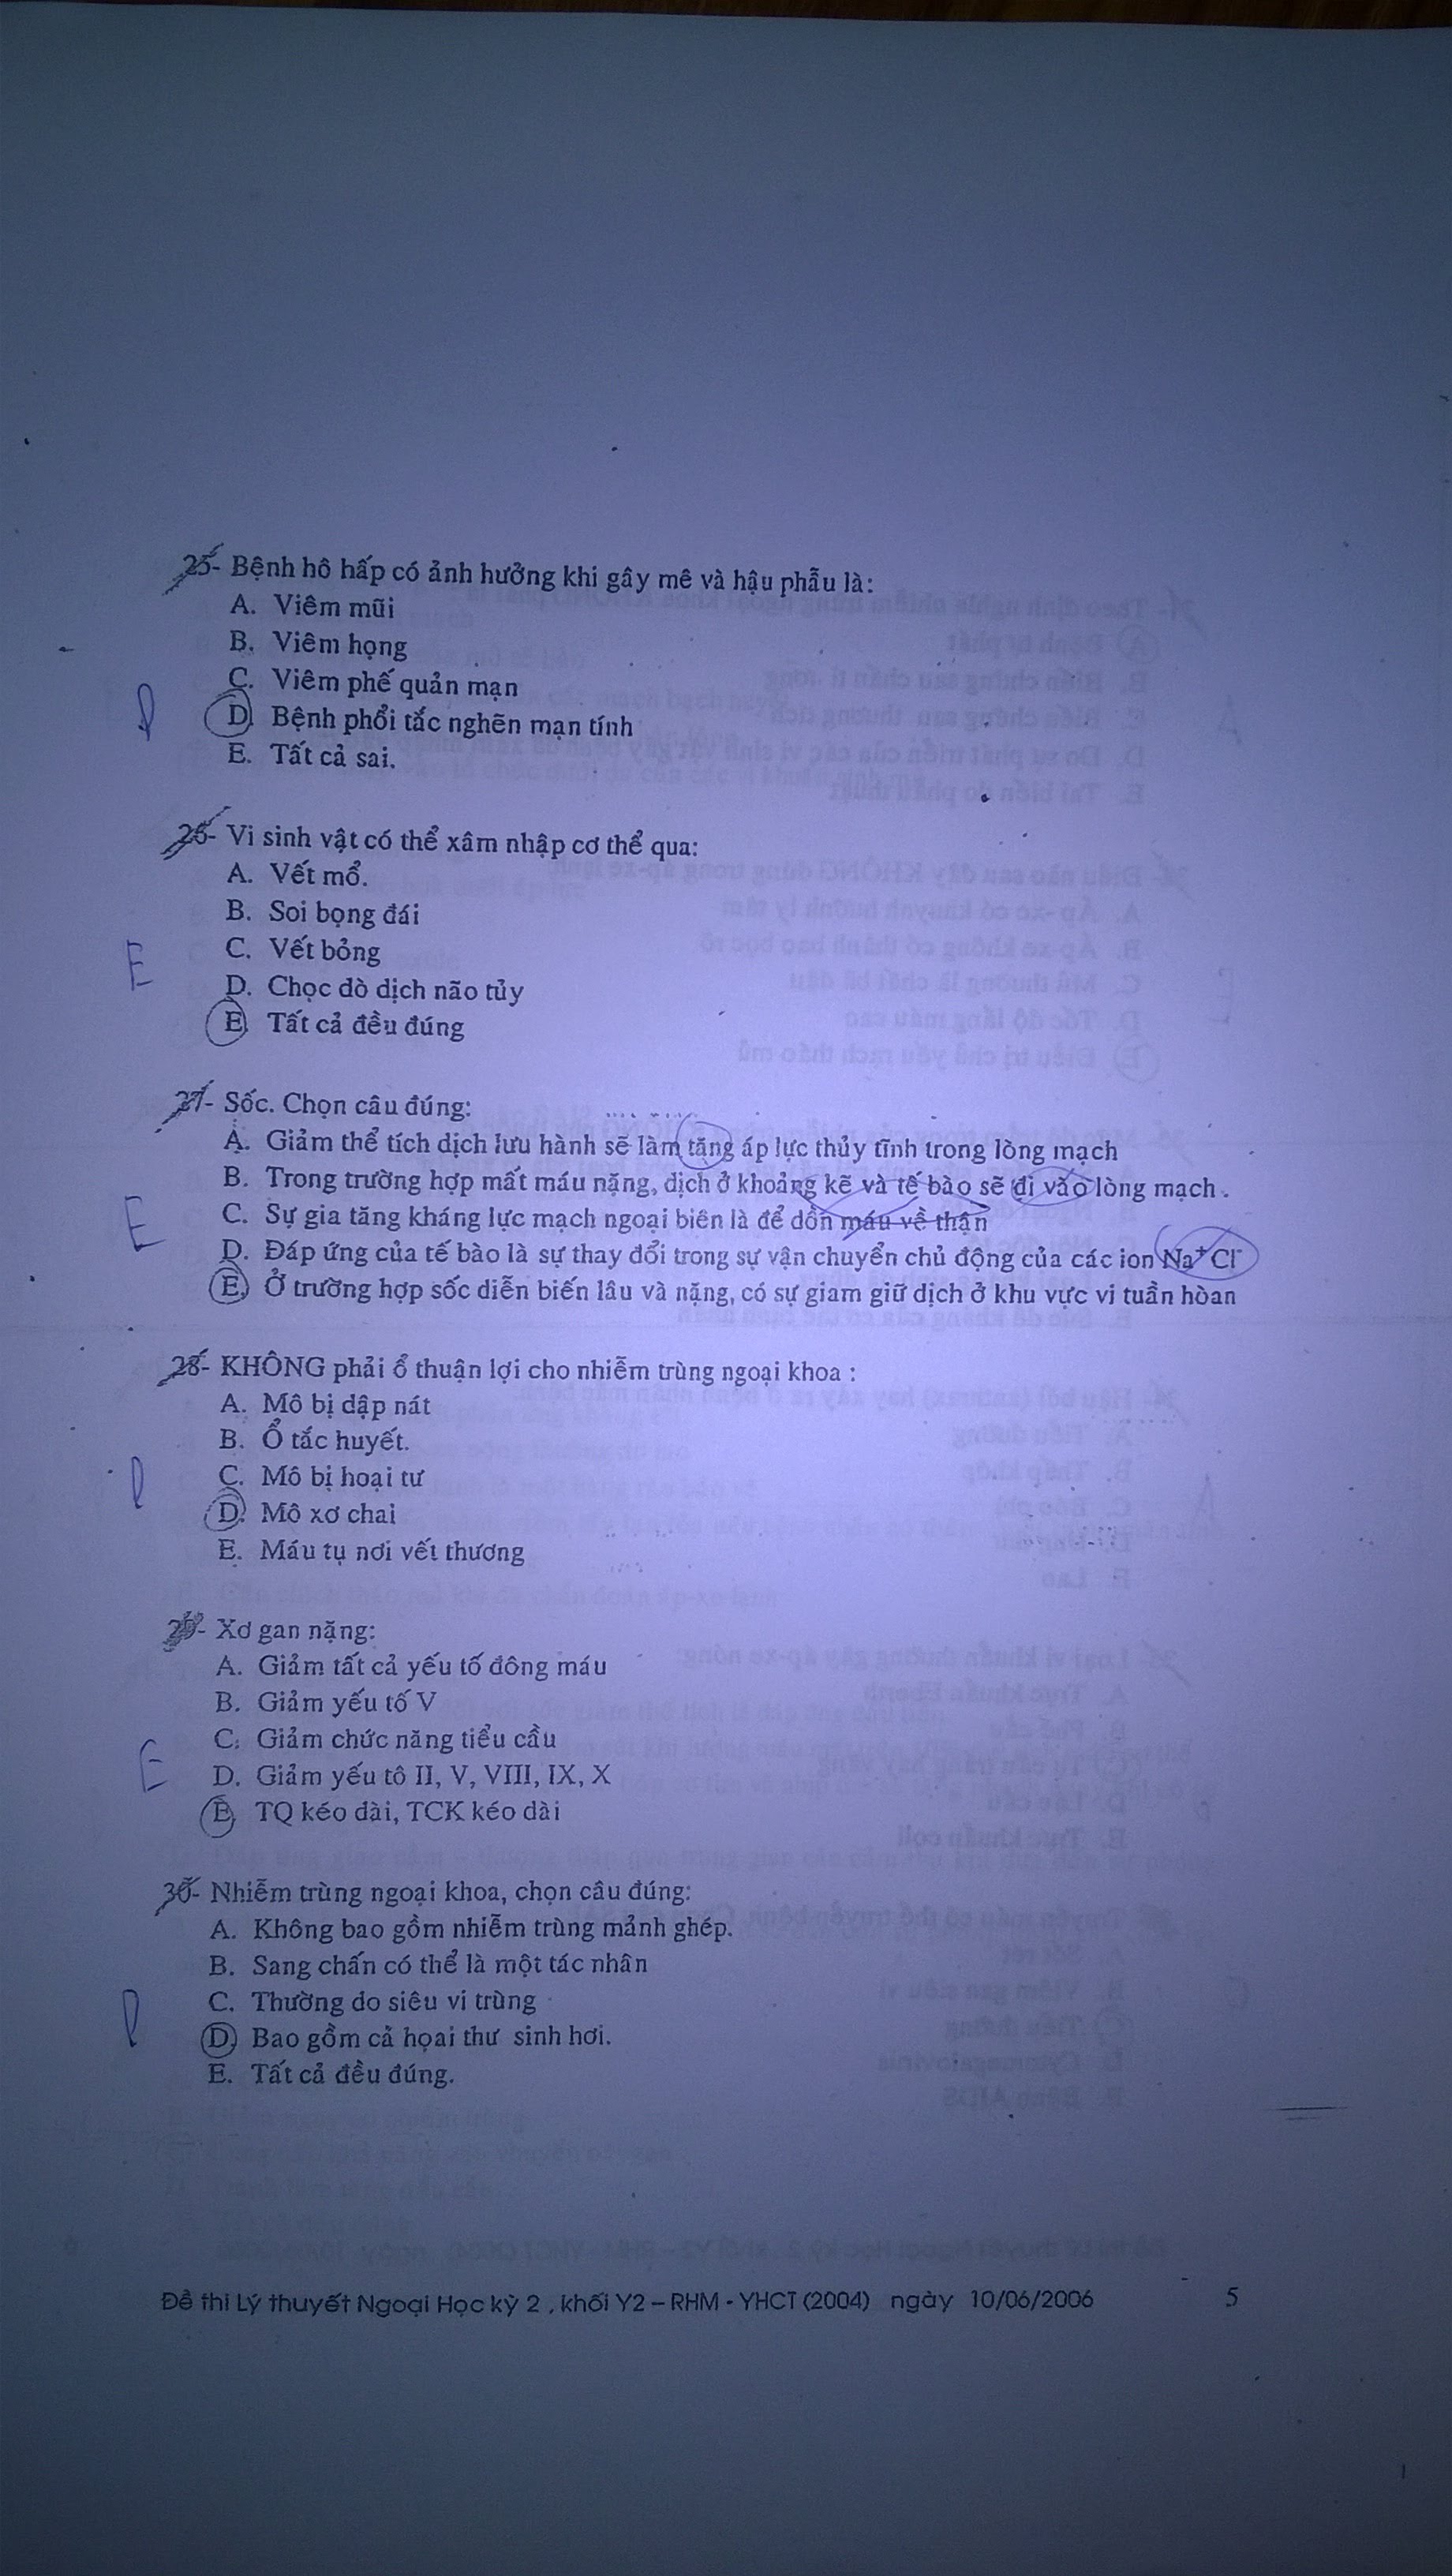 25- Bệnh hô hấp có ảnh hưởng khi gây mê và hậu phẫu là:
A. Viêm mũi
B. Viêm họng
C. Viêm phế quản mạn
D. Bệnh phổi tắc nghẽn mạn tính
D
E. Tất cả sai.
26- Vi sinh vật có thể xâm nhập cơ thể qua:
A. Vết mổ.
B. Soi bọng đái
C. Vết bỏng
E
D. Chọc dò dịch não tủy
E. Tất cả đều đúng
27- Sốc. Chọn câu đúng:
A. Giảm thể tích dịch lưu hành sẽ làm tăng áp lực thủy tĩnh trong lòng mạch
B. Trong trường hợp mất máu nặng, dịch ở khoảng kẽ và tế bào sẽ đi vào lòng mạch.
C. Sự gia tăng kháng lực mạch ngoại biên là để dồn máu về thận
E
D. Đáp ứng của tế bào là sự thay đổi trong sự vận chuyển chủ động của các ion Na⁺ Cl⁻
E. Ở trường hợp sốc diễn biến lâu và nặng, có sự giam giữ dịch ở khu vực vi tuần hòan
28- KHÔNG phải ổ thuận lợi cho nhiễm trùng ngoại khoa :
A. Mô bị dập nát
B. Ổ tắc huyết.
C. Mô bị hoại tư
D
D. Mô xơ chai
E. Máu tụ nơi vết thương
29- Xơ gan nặng:
A. Giảm tất cả yếu tố đông máu
B. Giảm yếu tố V
C. Giảm chức năng tiểu cầu
E
D. Giảm yếu tô II, V, VIII, IX, X
E. TQ kéo dài, TCK kéo dài
30- Nhiễm trùng ngoại khoa, chọn câu đúng:
A. Không bao gồm nhiễm trùng mảnh ghép.
B. Sang chấn có thể là một tác nhân
C. Thường do siêu vi trùng
D
D. Bao gồm cả họai thư sinh hơi.
E. Tất cả đều đúng.
Đề thi Lý thuyết Ngoại Học kỳ 2 , khối Y2 – RHM - YHCT (2004) ngày 10/06/2006 5